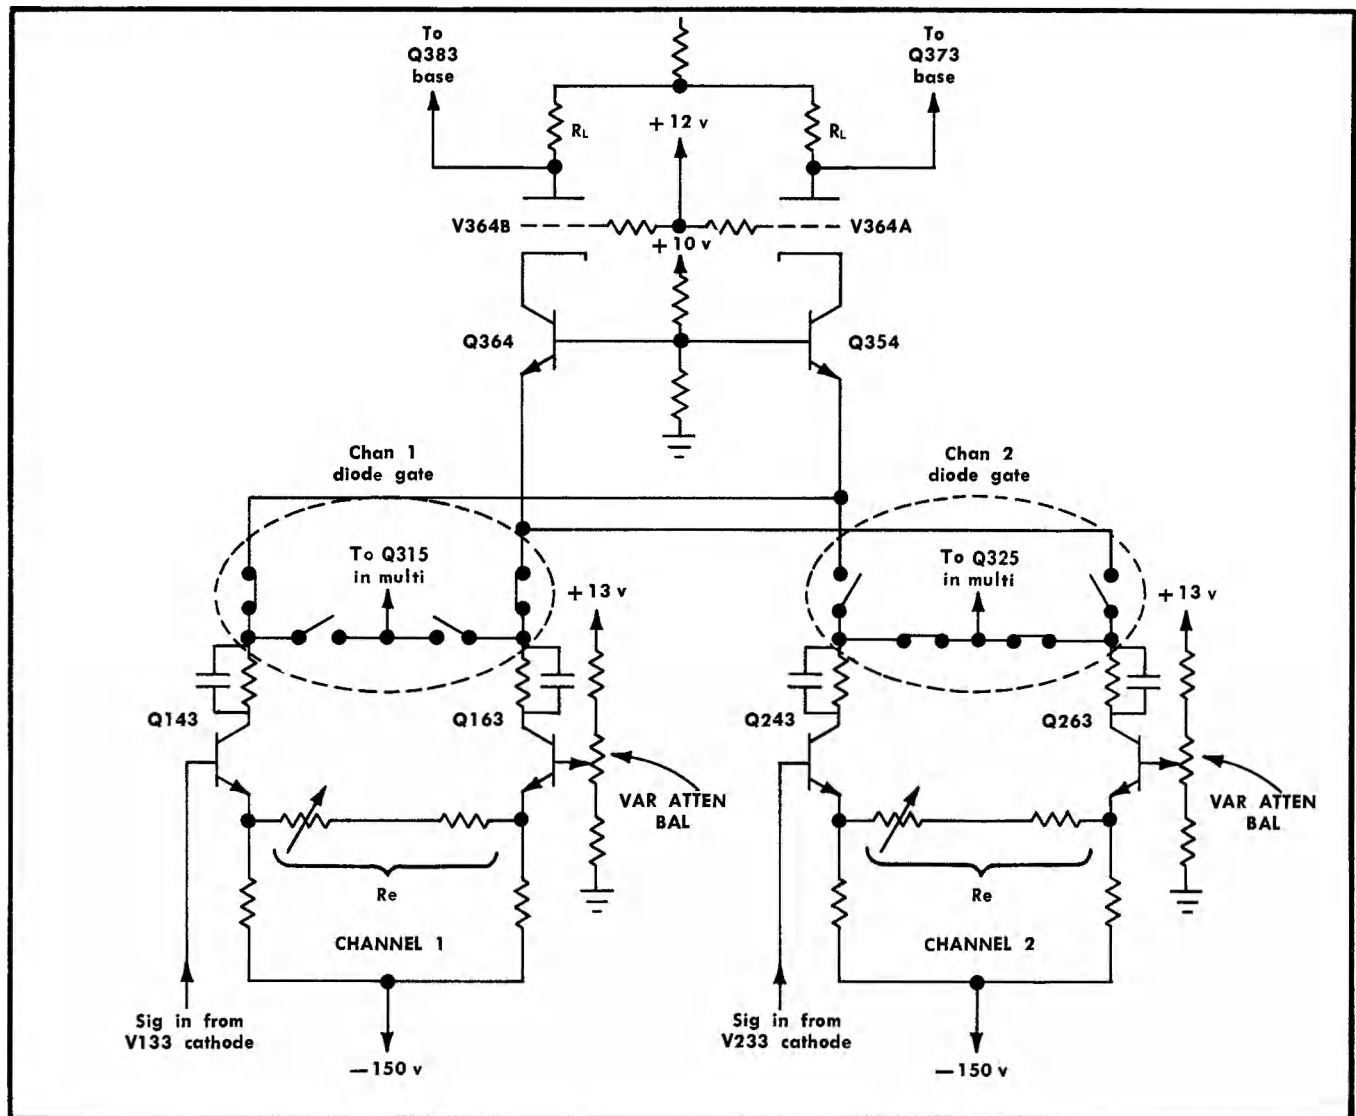 To
Q383
base
To
Q373
base
RL
+12 v
RL
V364B
V364A
+10 v
Q364
Q354
Chan 1
diode gate
Chan 2
diode gate
To Q315
in multi
To Q325
in multi
+13 v
+13 v
Q143
Q163
Q243
Q263
VAR ATTEN
BAL
VAR ATTEN
BAL
Re
Re
CHANNEL 1
CHANNEL 2
Sig in from
V133 cathode
Sig in from
V233 cathode
—150 v
—150 v